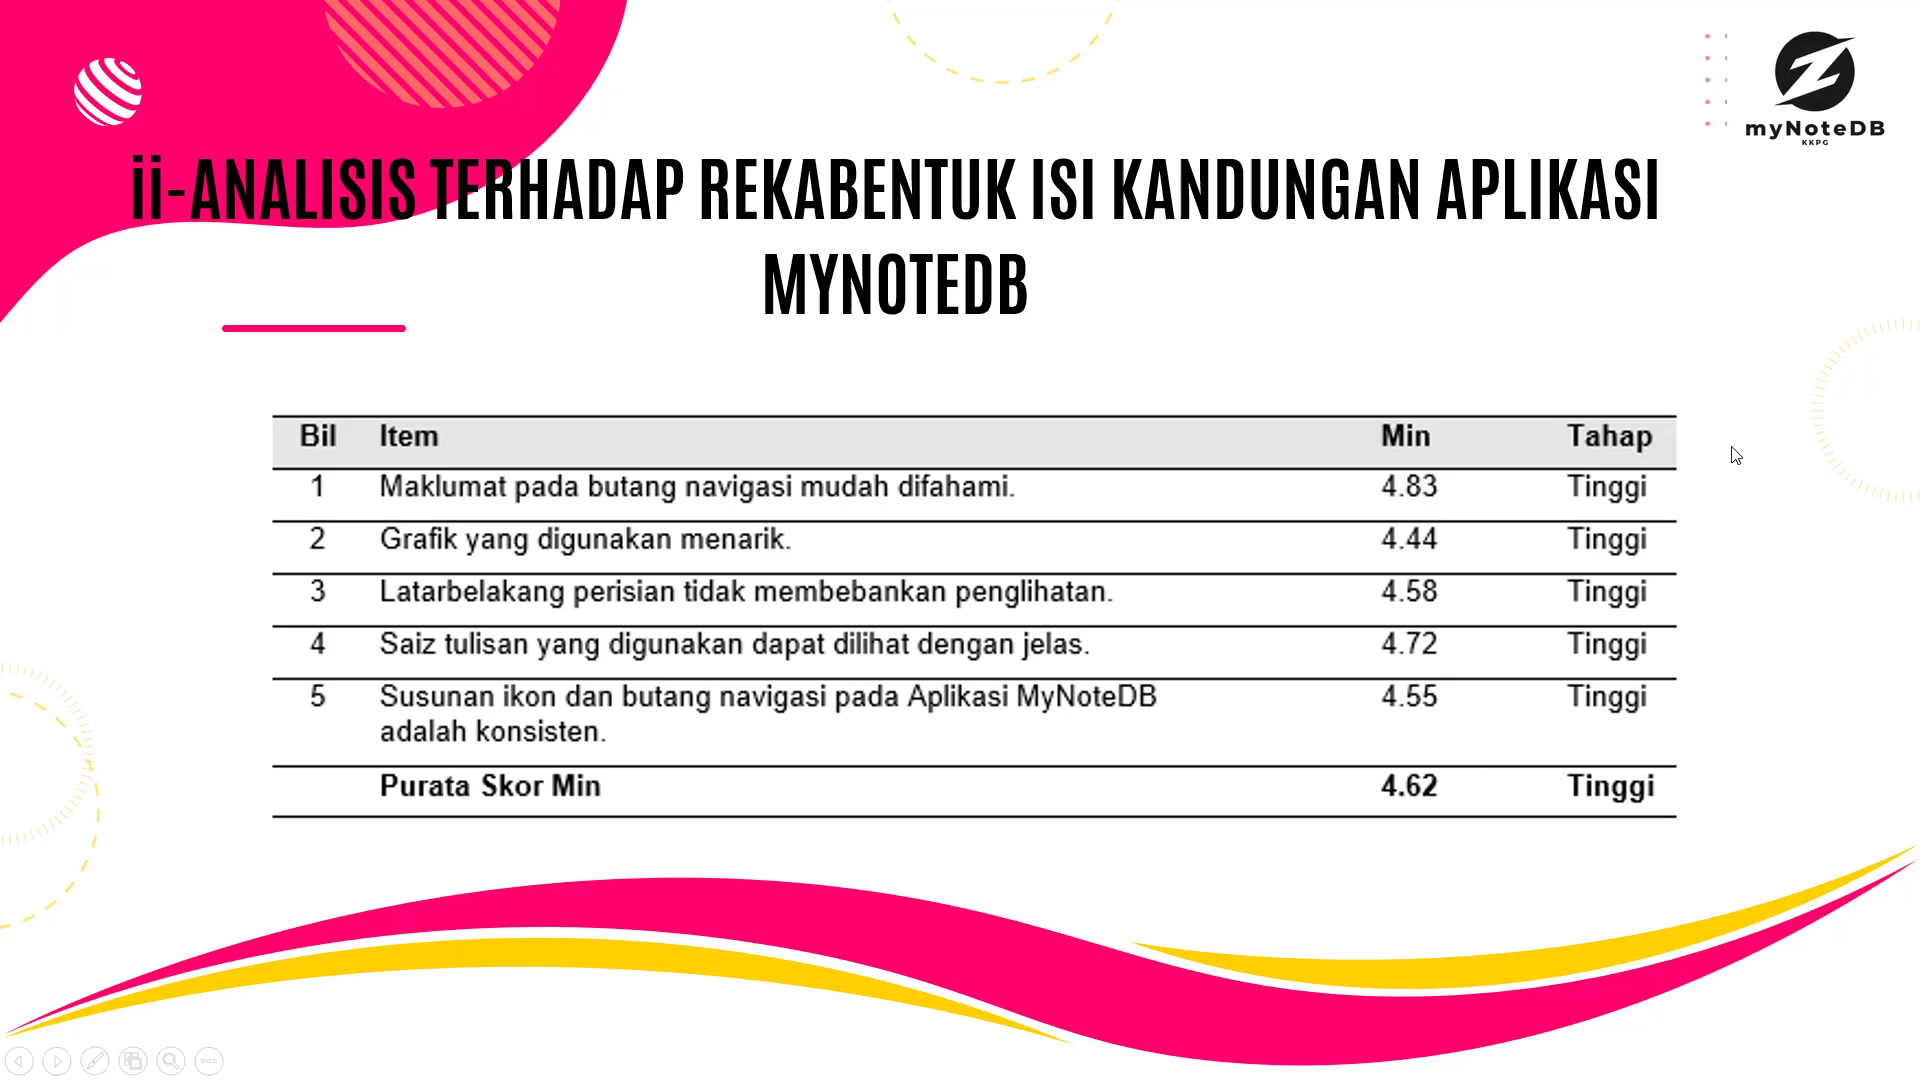 myNoteDB
KKPG
ii-ANALISIS TERHADAP REKABENTUK ISI KANDUNGAN APLIKASI
MYNOTEDB
Bil Item Min Tahap
1 Maklumat pada butang navigasi mudah difahami. 4.83 Tinggi
2 Grafik yang digunakan menarik. 4.44 Tinggi
3 Latarbelakang perisian tidak membebankan penglihatan. 4.58 Tinggi
4 Saiz tulisan yang digunakan dapat dilihat dengan jelas. 4.72 Tinggi
5 Susunan ikon dan butang navigasi pada Aplikasi MyNoteDB 4.55 Tinggi
adalah konsisten.
Purata Skor Min 4.62 Tinggi